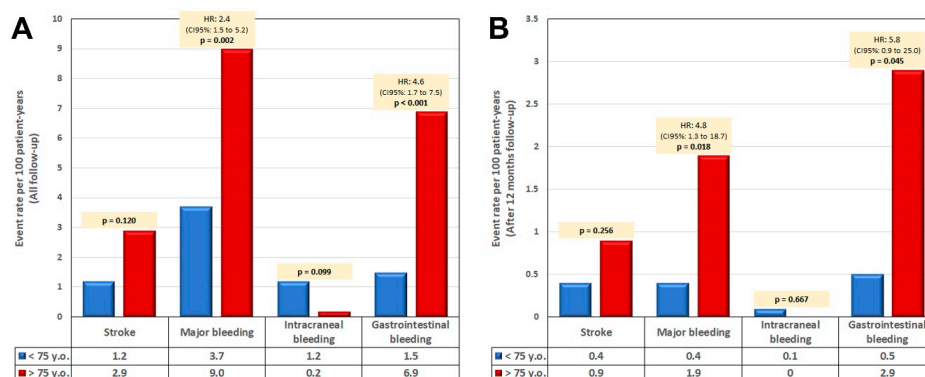 A
Event rate per 100 patient-years
(All follow-up)
10
9
8
7
6
5
4
3
2
1
0
p = 0.120
HR: 2.4
(CI95%: 1.5 to 5.2)
p = 0.002
p = 0.099
HR: 4.6
(CI95%: 1.7 to 7.5)
p < 0.001
Stroke Major bleeding Intracraneal bleeding Gastrointestinal bleeding
< 75 y.o. 1.2 3.7 1.2 1.5
> 75 y.o. 2.9 9.0 0.2 6.9
B
Event rate per 100 patient-years
(After 12 months follow-up)
3.5
3
2.5
2
1.5
1
0.5
0
p = 0.256
HR: 4.8
(CI95%: 1.3 to 18.7)
p = 0.018
p = 0.667
HR: 5.8
(CI95%: 0.9 to 25.0)
p = 0.045
Stroke Major bleeding Intracraneal bleeding Gastrointestinal bleeding
< 75 y.o. 0.4 0.4 0.1 0.5
> 75 y.o. 0.9 1.9 0 2.9